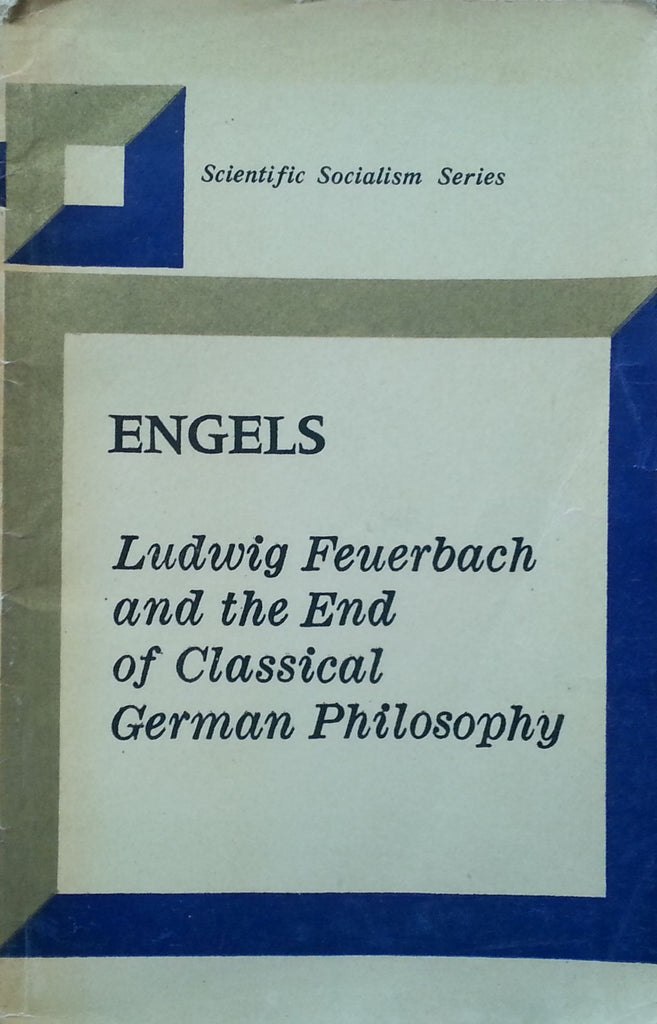 Scientific Socialism Series
ENGELS
Ludwig Feuerbach
and the End
of Classical
German Philosophy